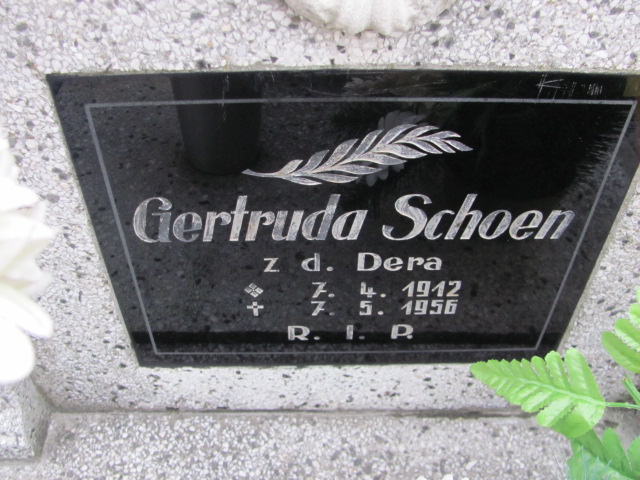 Gertruda Schoen
z d. Dera
7. 4. 1912
✝ 7. 5. 1956
R. I. P.